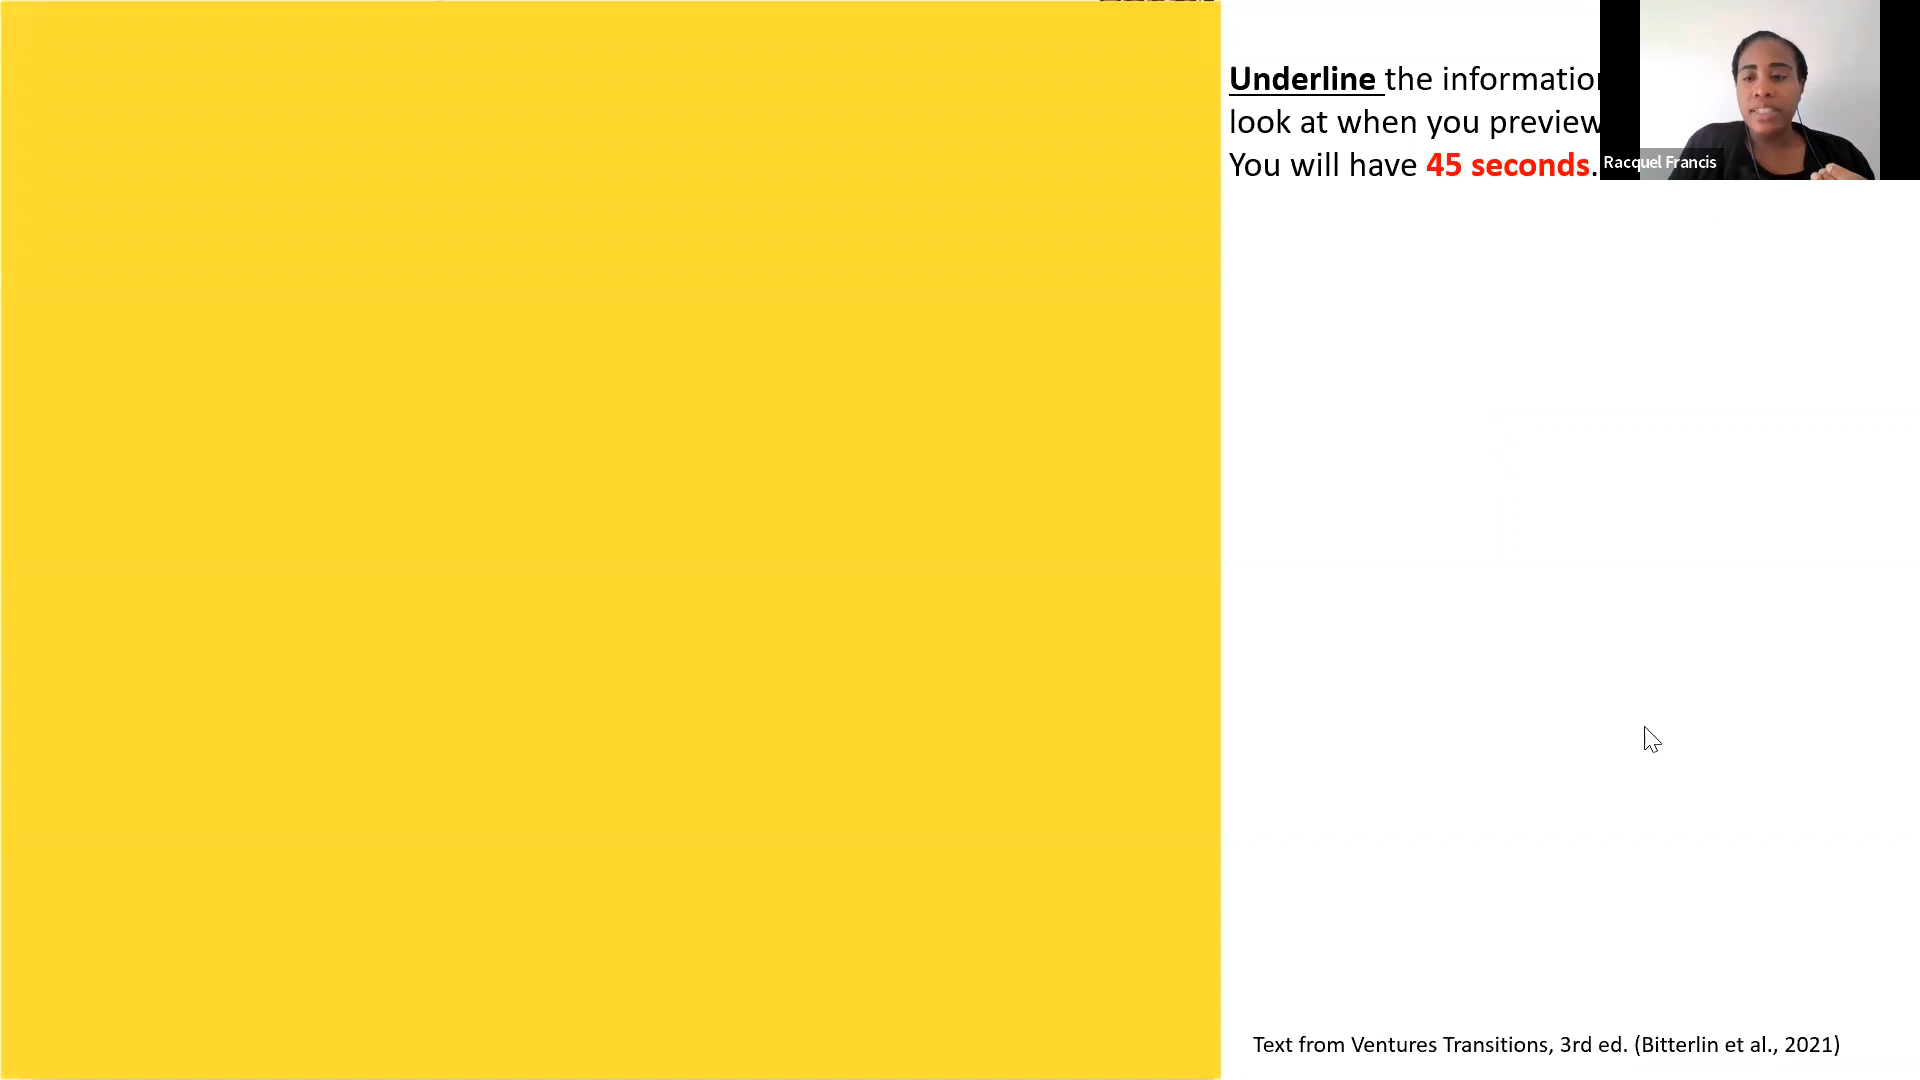 Underline the information
look at when you preview
You will have 45 seconds.
Racquel Francis
Text from Ventures Transitions, 3rd ed. (Bitterlin et al., 2021)